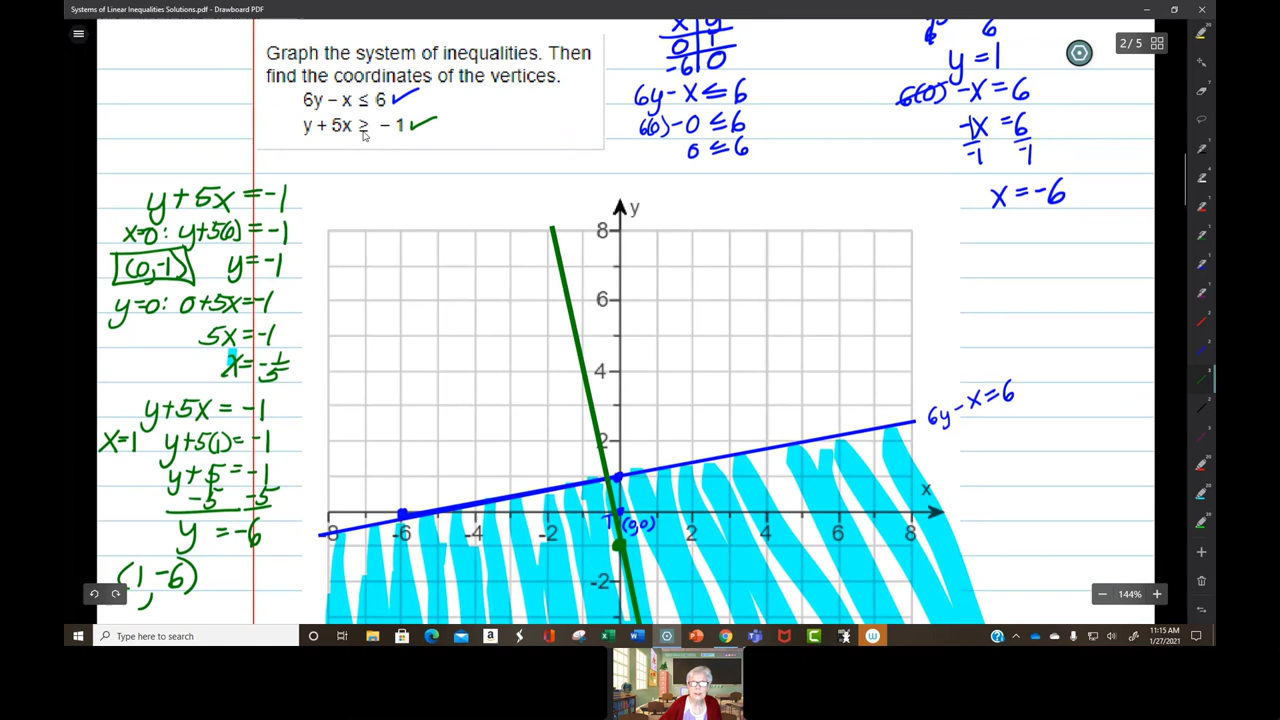 Systems of Linear Inequalities Solutions.pdf - Drawboard PDF
2/5
Graph the system of inequalities. Then
find the coordinates of the vertices.
6y – x ≤ 6
y + 5x ≥ – 1
x y
0 1
-6 0
6y - x ≤ 6
6(0) - 0 ≤ 6
0 ≤ 6
6 6
y = 1
6(0) - x = 6
-1x = 6
-1 -1
x = -6
y + 5x = -1
x=0: y+5(0) = -1
(0,-1) y = -1
y=0: 0+5x=-1
5x = -1
x = -1/5
y+5x = -1
x=1 y+5(1) = -1
y + 5 = -1
-5 -5
y = -6
(1, -6)
y
8
6
4
2
6y - x = 6
x
-8 -6 -4 -2 2 4 6 8
T (0,0)
-2
144%
Type here to search
11:15 AM
1/27/2021